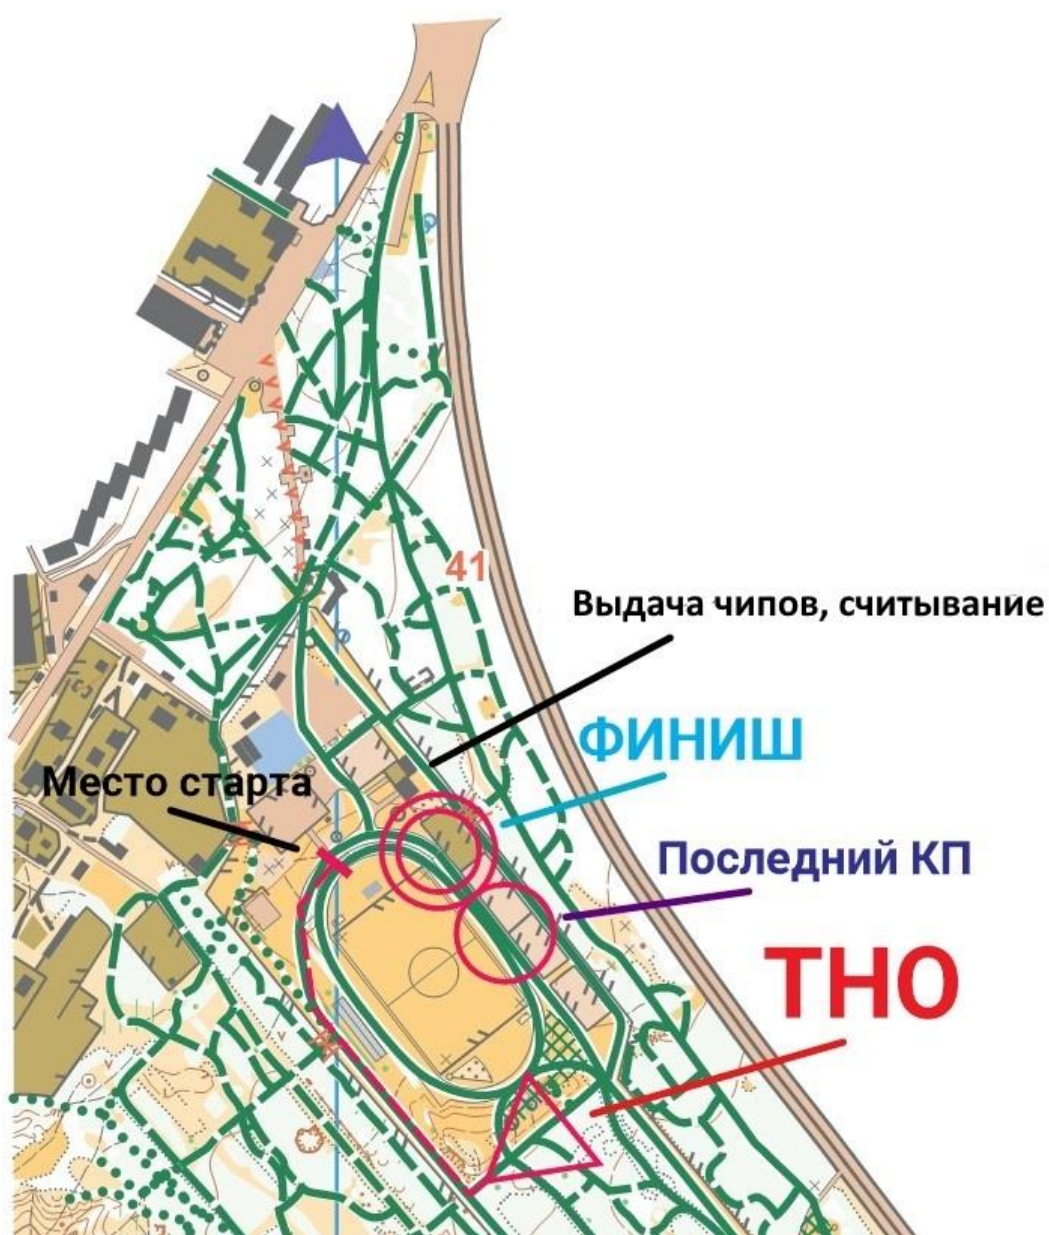 41
Выдача чипов, считывание
ФИНИШ
Место старта
Последний КП
ТНО